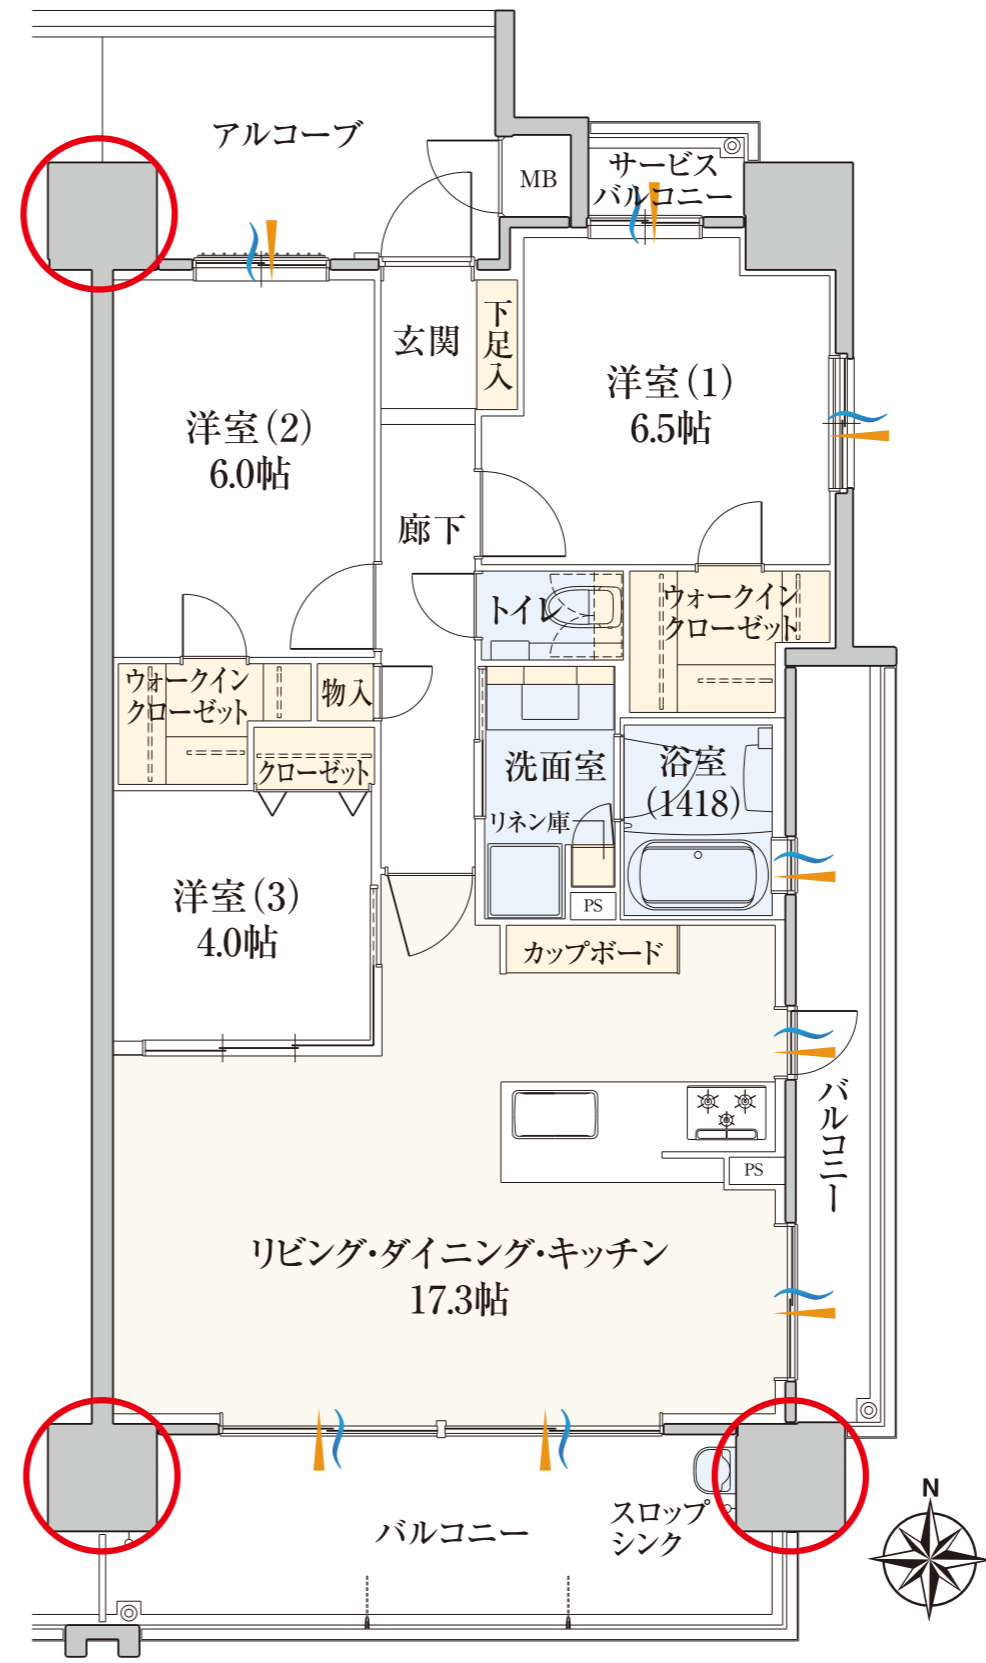 アルコーブ
MB
サービス
バルコニー
玄関
下足入
洋室(1)
6.5帖
洋室(2)
6.0帖
廊下
トイレ
ウォークイン
クローゼット
ウォークイン
クローゼット
物入
クローゼット
洗面室
浴室
(1418)
リネン庫
PS
洋室(3)
4.0帖
カップボード
バルコニー
PS
リビング・ダイニング・キッチン
17.3帖
スロップ
シンク
バルコニー
N